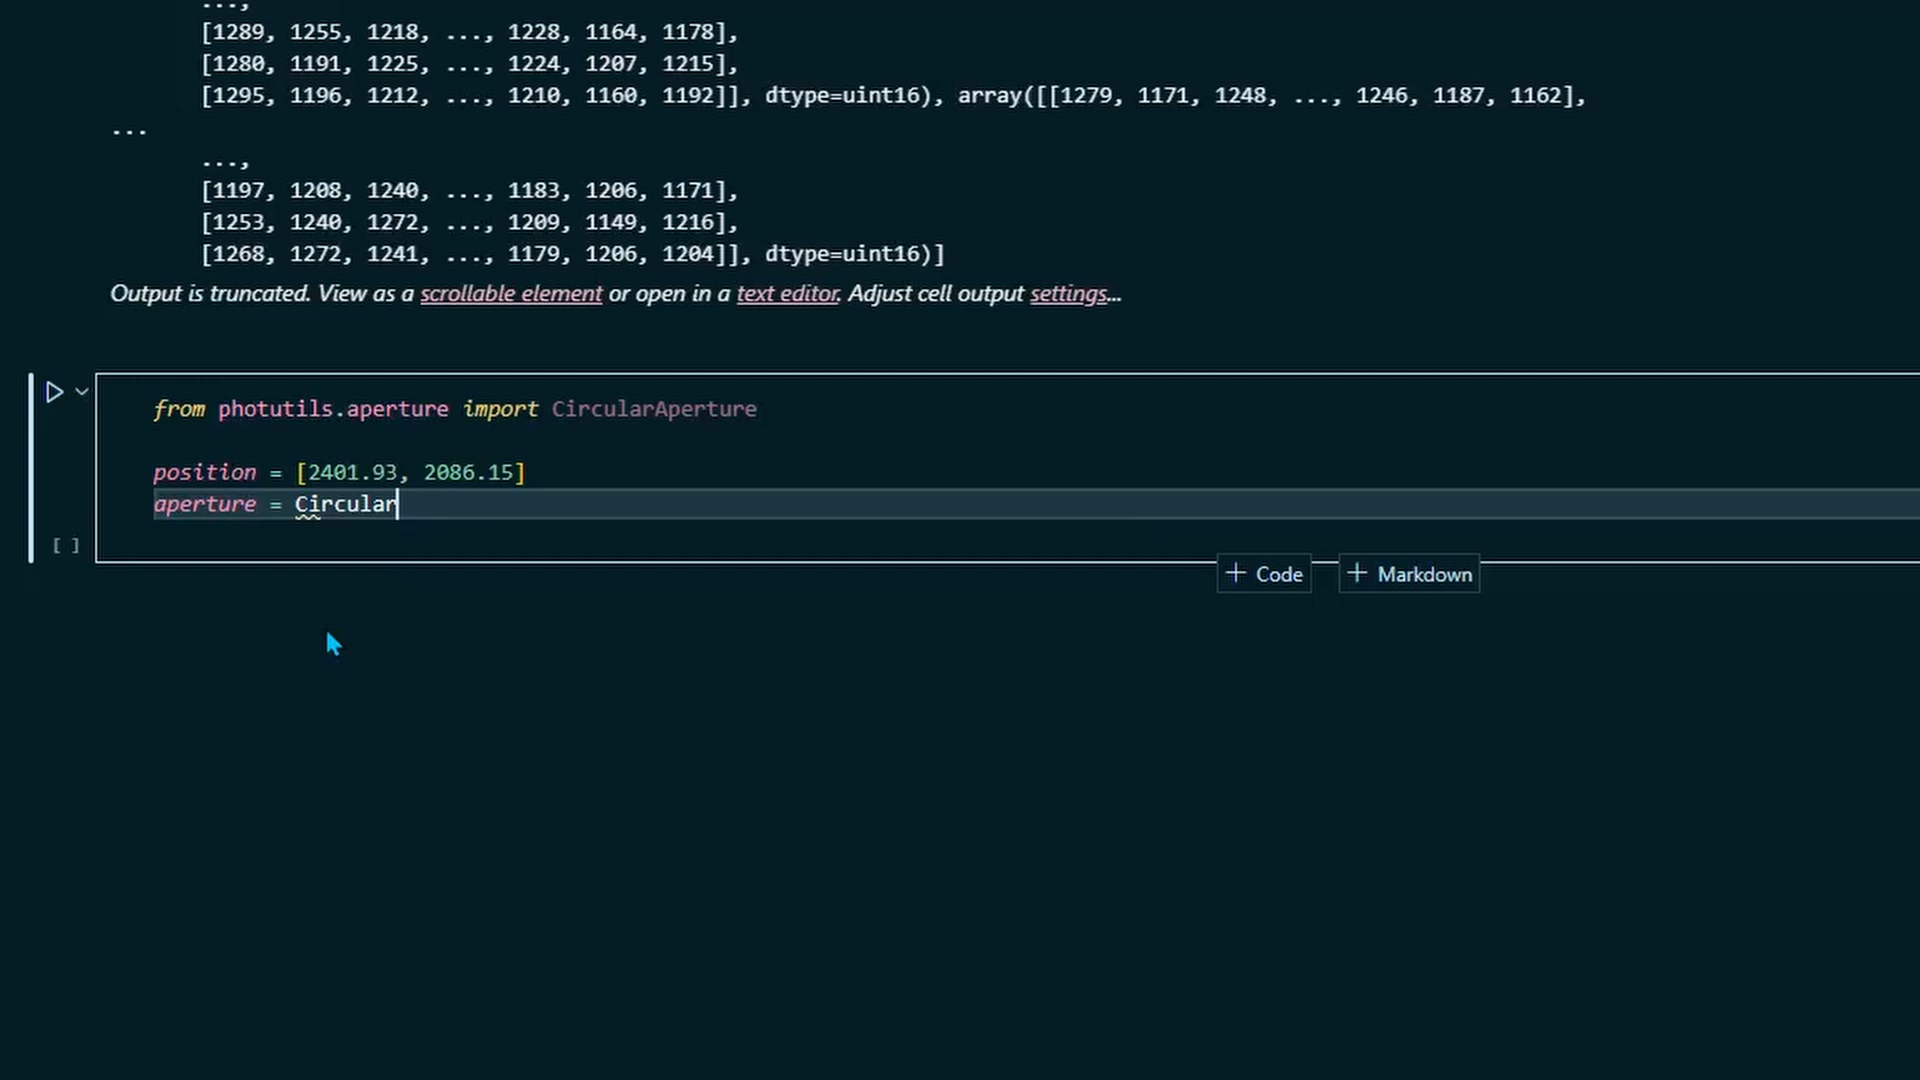 ...,
[1289, 1255, 1218, ..., 1228, 1164, 1178],
[1280, 1191, 1225, ..., 1224, 1207, 1215],
[1295, 1196, 1212, ..., 1210, 1160, 1192]], dtype=uint16), array([[1279, 1171, 1248, ..., 1246, 1187, 1162],
...
...,
[1197, 1208, 1240, ..., 1183, 1206, 1171],
[1253, 1240, 1272, ..., 1209, 1149, 1216],
[1268, 1272, 1241, ..., 1179, 1206, 1204]], dtype=uint16)]
Output is truncated. View as a scrollable element or open in a text editor. Adjust cell output settings...
from photutils.aperture import CircularAperture
position = [2401.93, 2086.15]
aperture = Circular
[ ]
+ Code
+ Markdown